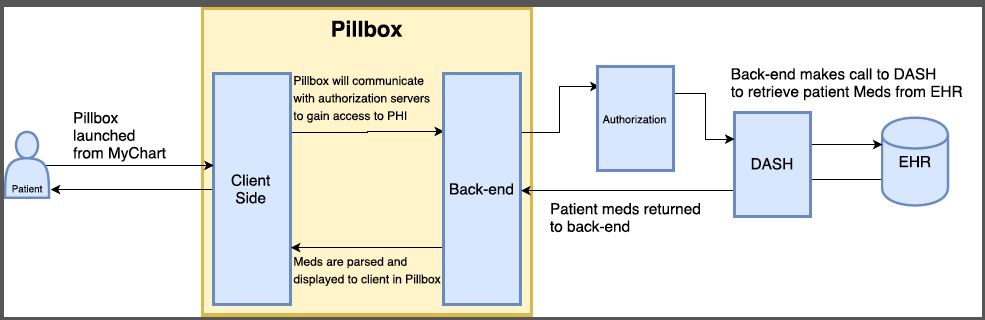 Pillbox
Pillbox
launched
from MyChart
Patient
Client
Side
Pillbox will communicate
with authorization servers
to gain access to PHI
Meds are parsed and
displayed to client in Pillbox
Back-end
Authorization
Back-end makes call to DASH
to retrieve patient Meds from EHR
DASH
EHR
Patient meds returned
to back-end